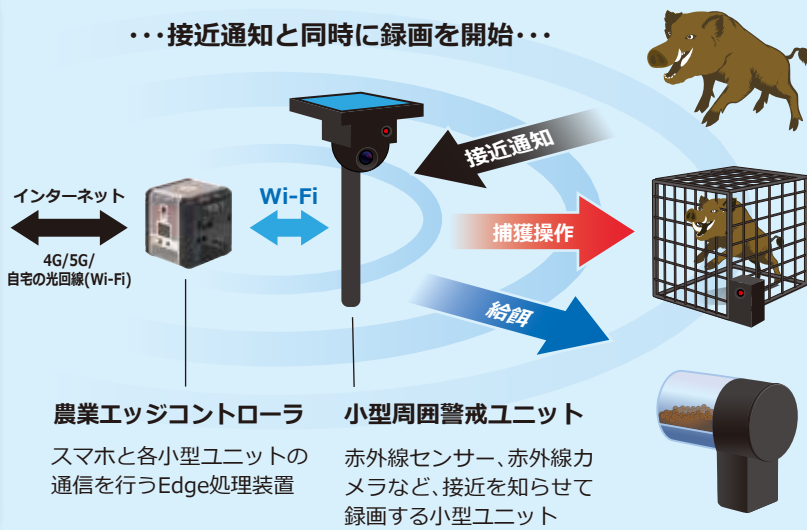 ･･･接近通知と同時に録画を開始･･･
接近通知
インターネット
Wi-Fi
捕獲操作
4G/5G/
自宅の光回線(Wi-Fi)
給餌
農業エッジコントローラ
スマホと各小型ユニットの
通信を行うEdge処理装置
小型周囲警戒ユニット
赤外線センサー、赤外線カ
メラなど、接近を知らせて
録画する小型ユニット